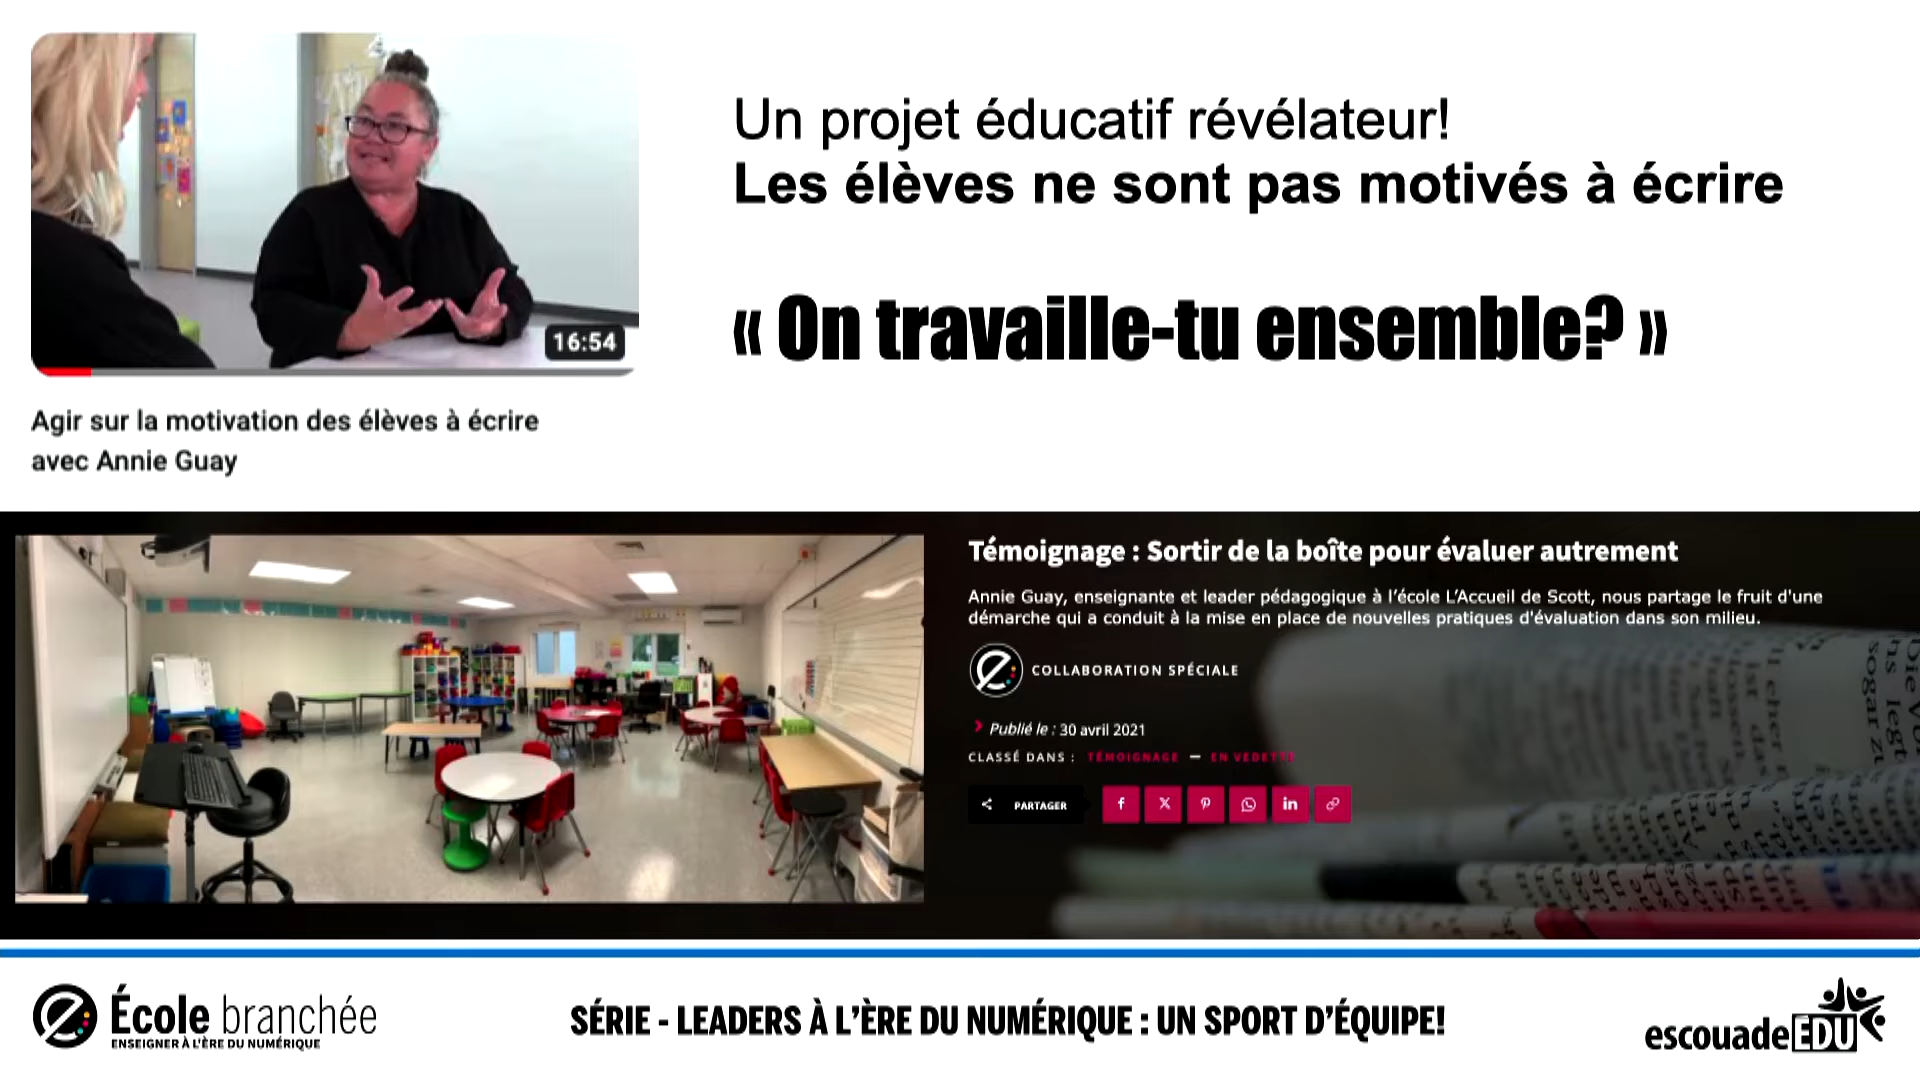 16:54
Agir sur la motivation des élèves à écrire
avec Annie Guay
Un projet éducatif révélateur!
Les élèves ne sont pas motivés à écrire
« On travaille-tu ensemble? »
Témoignage : Sortir de la boîte pour évaluer autrement
Annie Guay, enseignante et leader pédagogique à l'école L'Accueil de Scott, nous partage le fruit d'une
démarche qui a conduit à la mise en place de nouvelles pratiques d'évaluation dans son milieu.
COLLABORATION SPÉCIALE
Publié le : 30 avril 2021
CLASSÉ DANS : TÉMOIGNAGE — EN VEDETTE
PARTAGER
École branchée
ENSEIGNER À L'ÈRE DU NUMÉRIQUE
SÉRIE - LEADERS À L'ÈRE DU NUMÉRIQUE : UN SPORT D'ÉQUIPE!
escouadeEDU